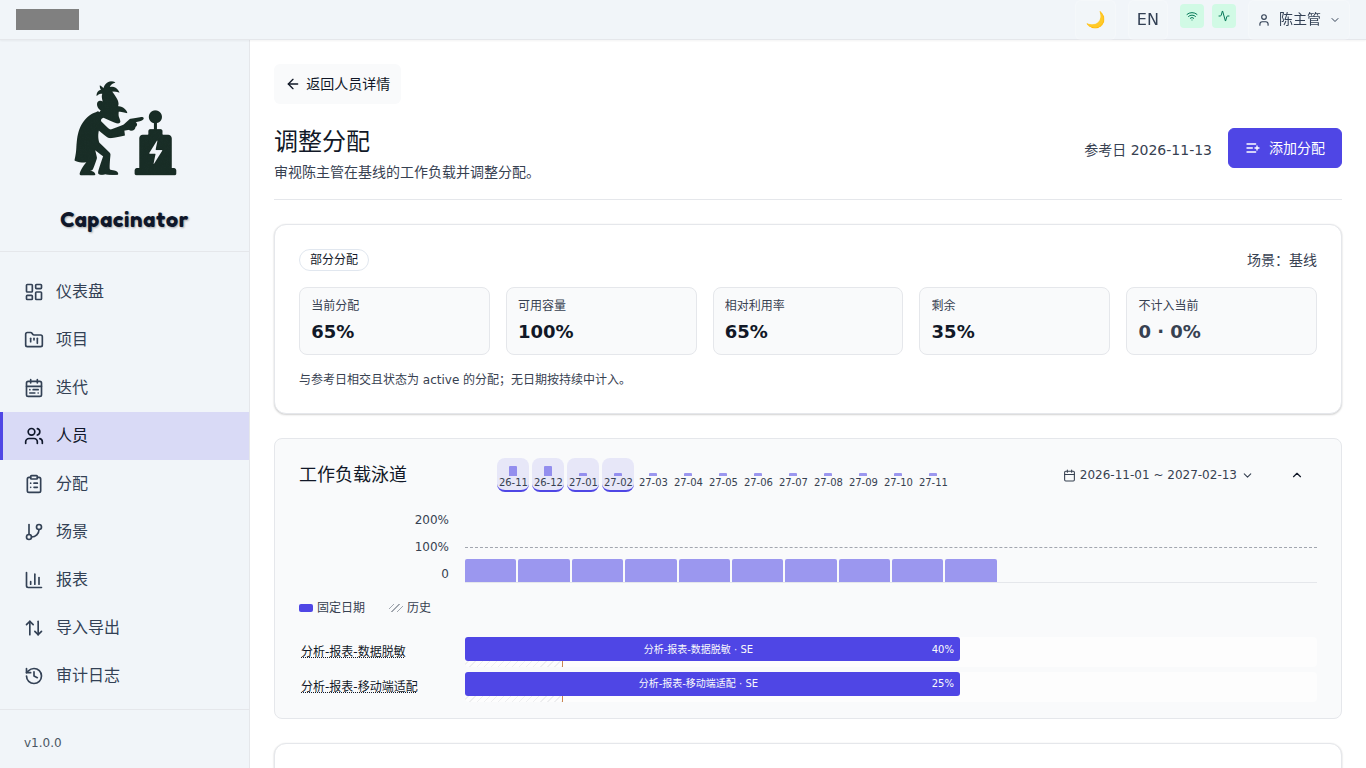 EN
陈主管
Capacinator
仪表盘
项目
迭代
人员
分配
场景
报表
导入导出
审计日志
v1.0.0
返回人员详情
调整分配
审视陈主管在基线的工作负载并调整分配。
参考日 2026-11-13
添加分配
部分分配
场景：基线
当前分配
65%
可用容量
100%
相对利用率
65%
剩余
35%
不计入当前
0 · 0%
与参考日相交且状态为 active 的分配；无日期按持续中计入。
工作负载泳道
26-11 26-12 27-01 27-02 27-03 27-04 27-05 27-06 27-07 27-08 27-09 27-10 27-11
2026-11-01 ~ 2027-02-13
200%
100%
0
固定日期 历史
分析-报表-数据脱敏
分析-报表-数据脱敏 · SE 40%
分析-报表-移动端适配
分析-报表-移动端适配 · SE 25%